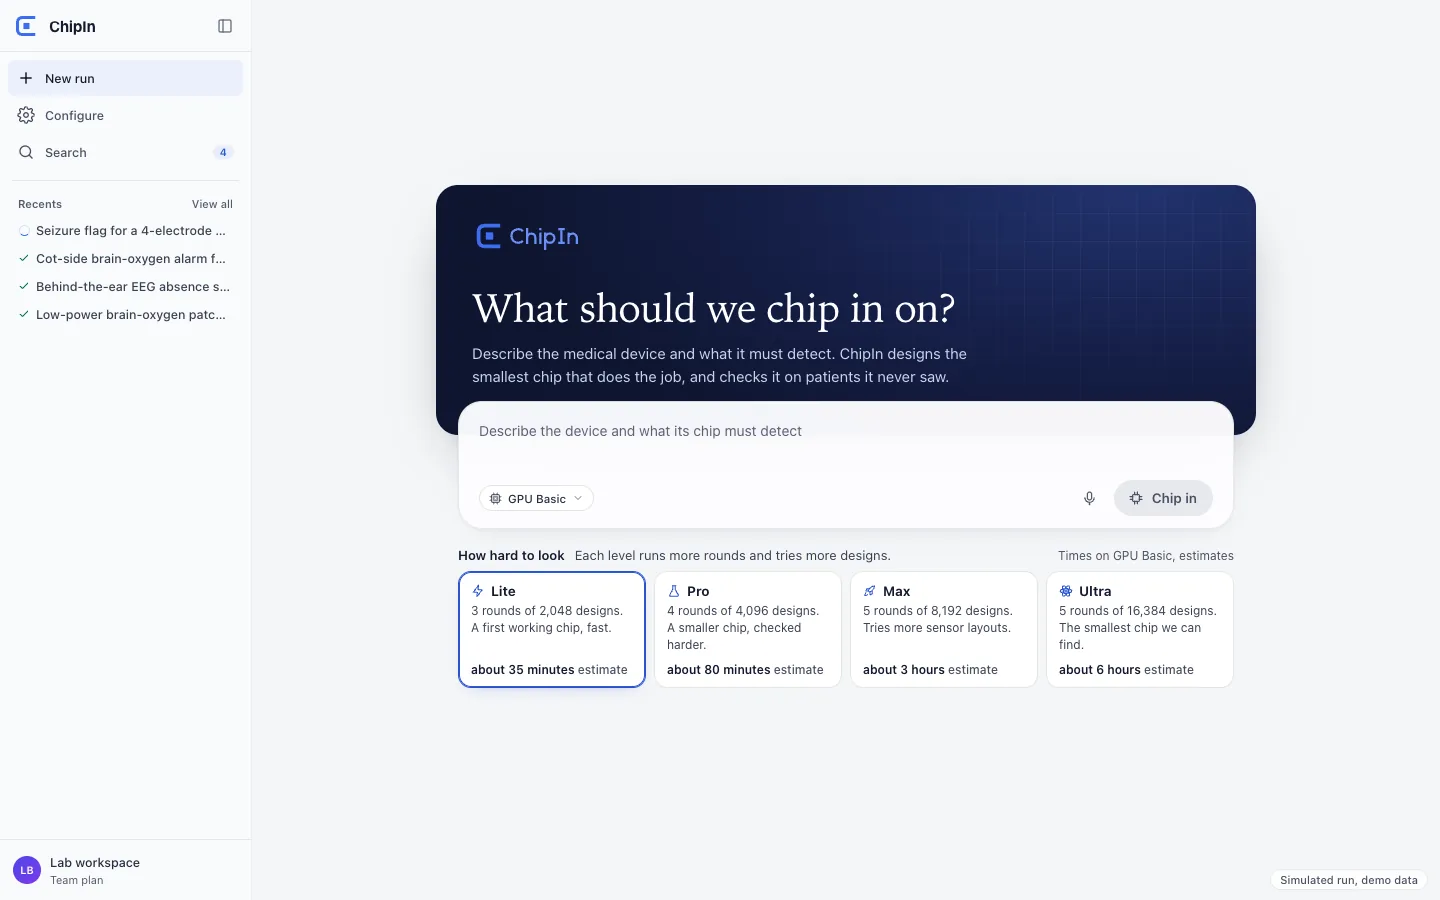 ChipIn
New run
Configure
Search 4
Recents View all
Seizure flag for a 4-electrode ...
Cot-side brain-oxygen alarm f...
Behind-the-ear EEG absence s...
Low-power brain-oxygen patc...
LB
Lab workspace
Team plan
ChipIn
What should we chip in on?
Describe the medical device and what it must detect. ChipIn designs the
smallest chip that does the job, and checks it on patients it never saw.
Describe the device and what its chip must detect
GPU Basic Chip in
How hard to look Each level runs more rounds and tries more designs. Times on GPU Basic, estimates
Lite
3 rounds of 2,048 designs.
A first working chip, fast.
about 35 minutes estimate
Pro
4 rounds of 4,096 designs.
A smaller chip, checked
harder.
about 80 minutes estimate
Max
5 rounds of 8,192 designs.
Tries more sensor layouts.
about 3 hours estimate
Ultra
5 rounds of 16,384 designs.
The smallest chip we can
find.
about 6 hours estimate
Simulated run, demo data